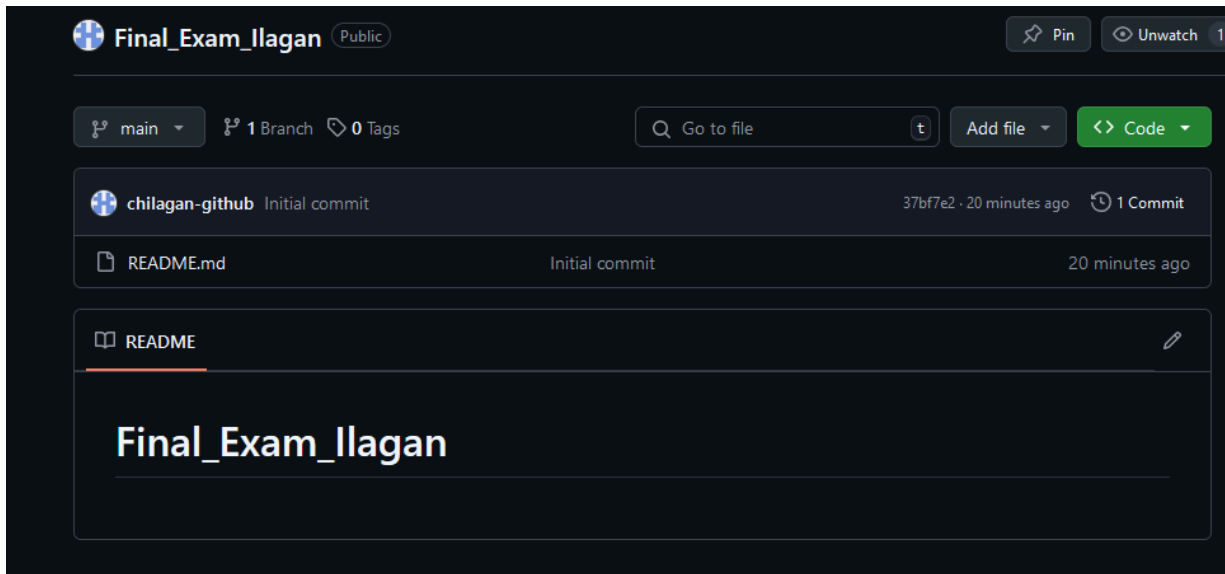 Final_Exam_Ilagan Public Pin Unwatch 1
main 1 Branch 0 Tags Go to file t Add file Code
chilagan-github Initial commit 37bf7e2 · 20 minutes ago 1 Commit
README.md Initial commit 20 minutes ago
README
Final_Exam_Ilagan